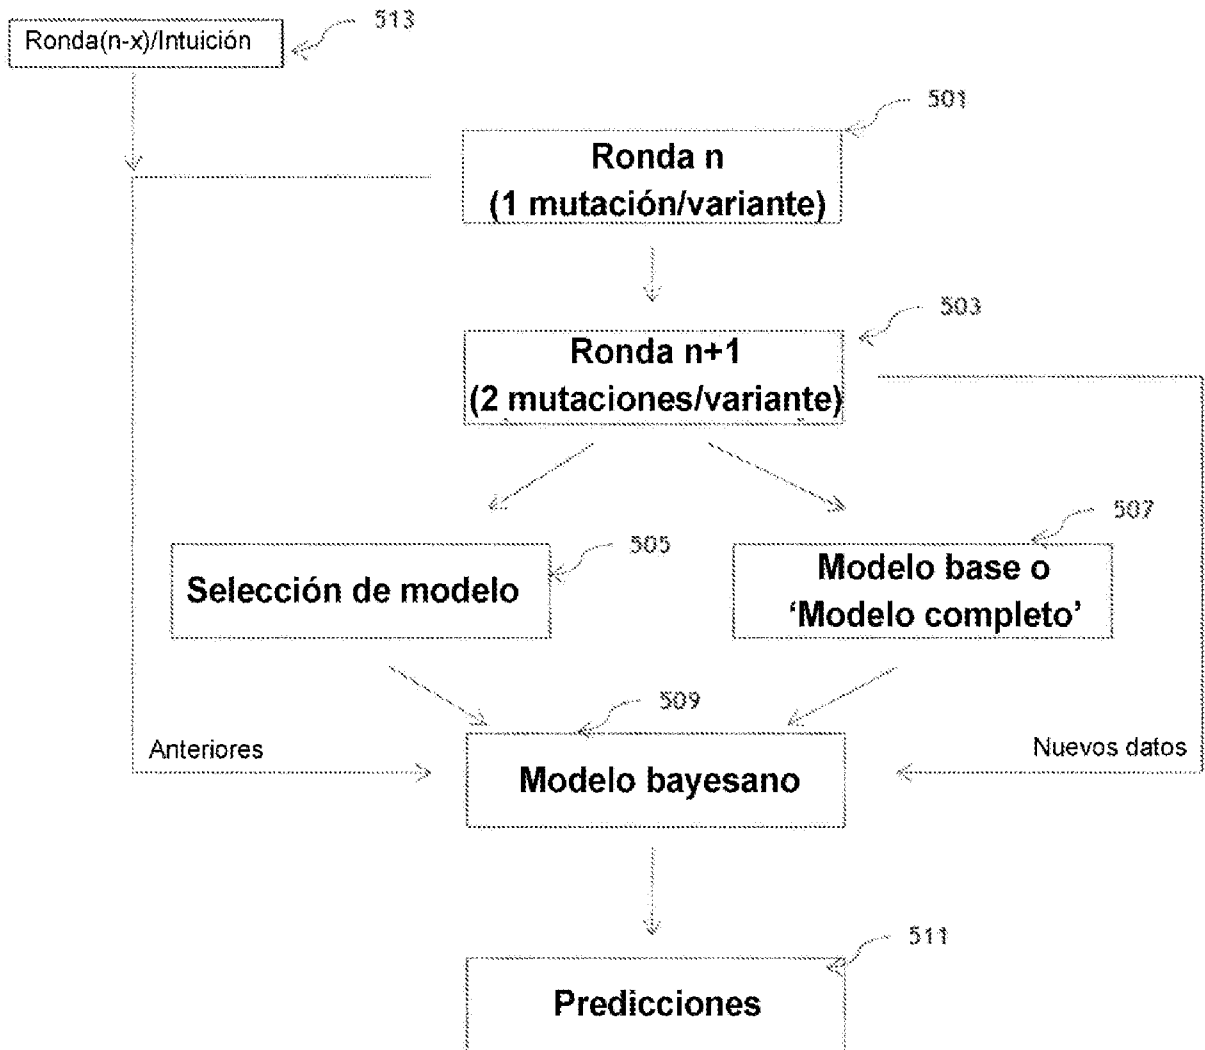 513
Ronda(n-x)/Intuición
501
Ronda n
(1 mutación/variante)
503
Ronda n+1
(2 mutaciones/variante)
507
505
Selección de modelo
Modelo base o
‘Modelo completo’
509
Anteriores
Nuevos datos
Modelo bayesano
511
Predicciones